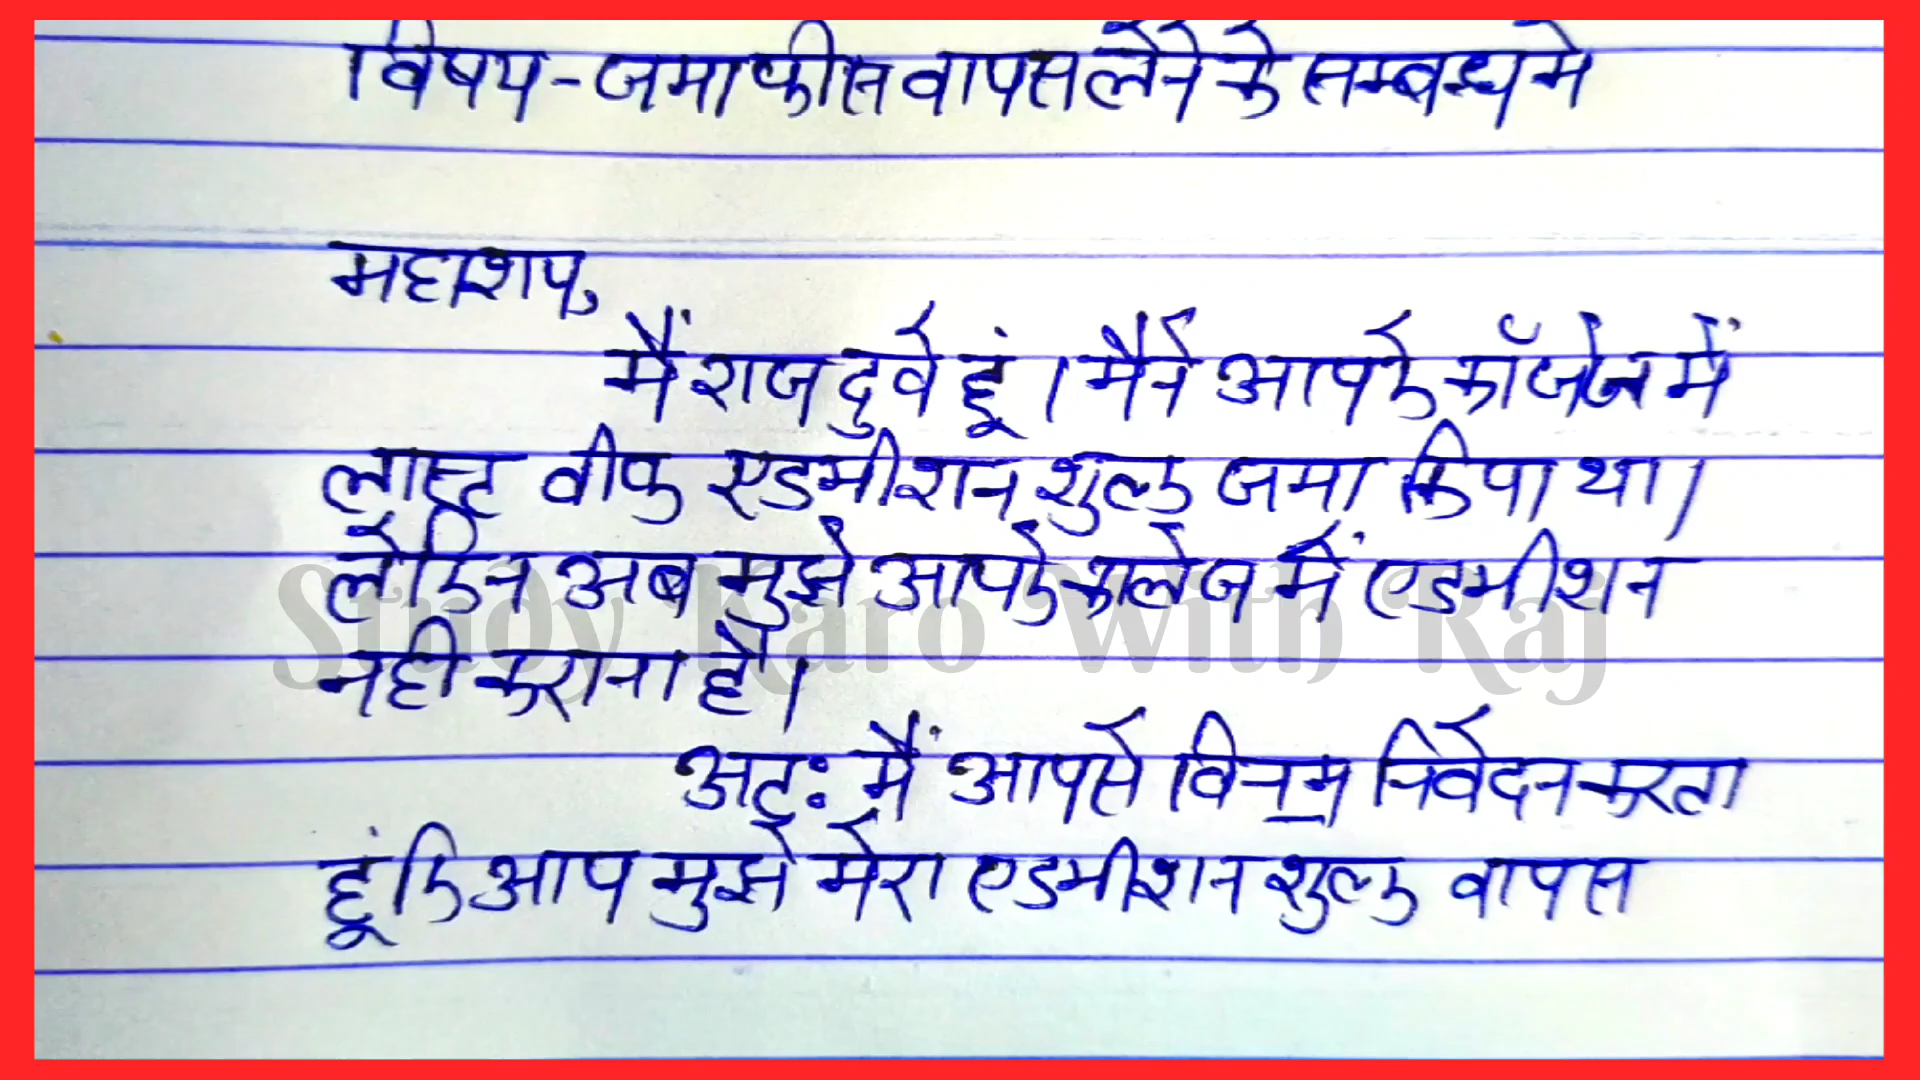 विषय - जमा फीस वापस लेने के सम्बन्ध मे
महाशय,
मैं राज दुवे हूं । मैने आपके कॉजेज में
लास्ट वीक एडमीशन शुल्क जमा किया था ।
लेकिन अब मुझे आपके कालेज में एडमीशन
Study Karo With Raj
नही कराना है ।
अतः मैं आपसे विनम्र निवेदन करता
हूं कि आप मुझे मेरा एडमीशन शुल्क वापस